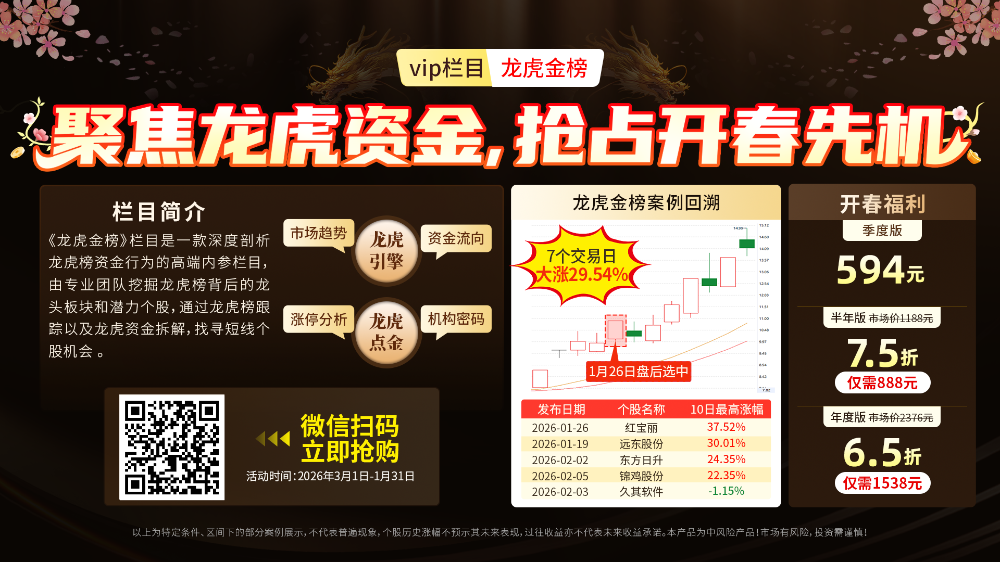 vip栏目 龙虎金榜
聚焦龙虎资金,抢占开春先机
栏目简介
《龙虎金榜》栏目是一款深度剖析
龙虎榜资金行为的高端内参栏目，
由专业团队挖掘龙虎榜背后的龙
头板块和潜力个股，通过龙虎榜跟
踪以及龙虎资金拆解，找寻短线个
股机会 。
市场趋势
龙虎
引擎
资金流向
涨停分析
龙虎
点金
机构密码
微信扫码
立即抢购
活动时间：2026年3月1日-1月31日
龙虎金榜案例回溯
7个交易日
大涨29.54%
14.99
15.12
14.60
14.09
13.57
13.06
12.54
12.03
11.51
11.00
10.48
9.97
9.45
8.94
8.42
7.82
1月26日盘后选中
发布日期 个股名称 10日最高涨幅
2026-01-26 红宝丽 37.52%
2026-01-19 远东股份 30.01%
2026-02-02 东方日升 24.35%
2026-02-05 锦鸡股份 22.35%
2026-02-03 久其软件 -1.15%
开春福利
季度版
594元
半年版 市场价1188元
7.5折
仅需888元
年度版 市场价2376元
6.5折
仅需1538元
以上为特定条件、区间下的部分案例展示，不代表普遍现象，个股历史涨幅不预示其未来表现，过往收益亦不代表未来收益承诺。本产品为中风险产品！市场有风险，投资需谨慎！